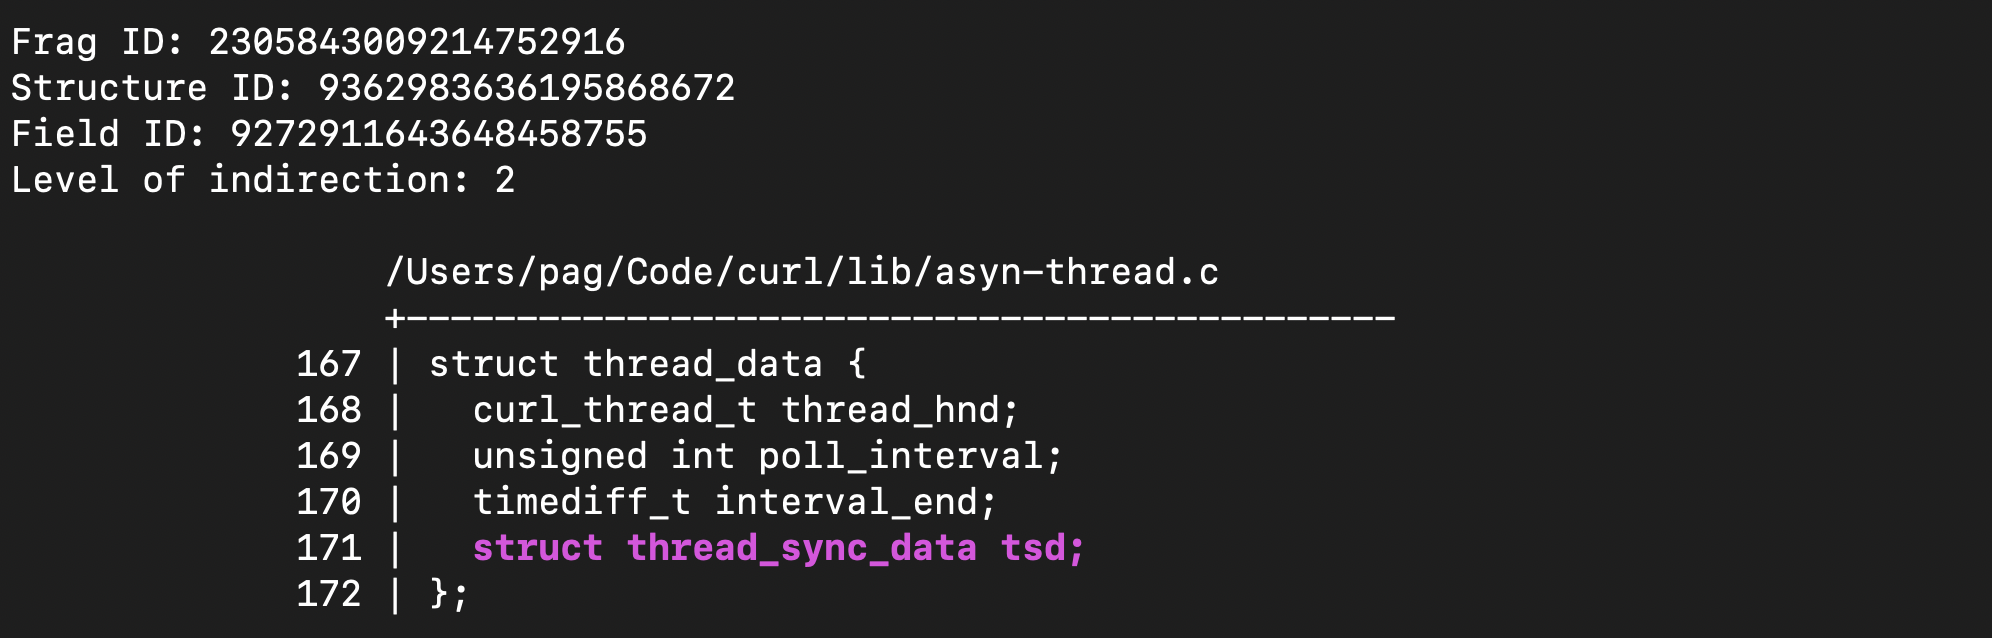 Frag ID: 2305843009214752916
Structure ID: 9362983636195868672
Field ID: 9272911643648458755
Level of indirection: 2
/Users/pag/Code/curl/lib/asyn-thread.c
+---------------------------------------------
167 | struct thread_data {
168 |   curl_thread_t thread_hnd;
169 |   unsigned int poll_interval;
170 |   timediff_t interval_end;
171 |   struct thread_sync_data tsd;
172 | };